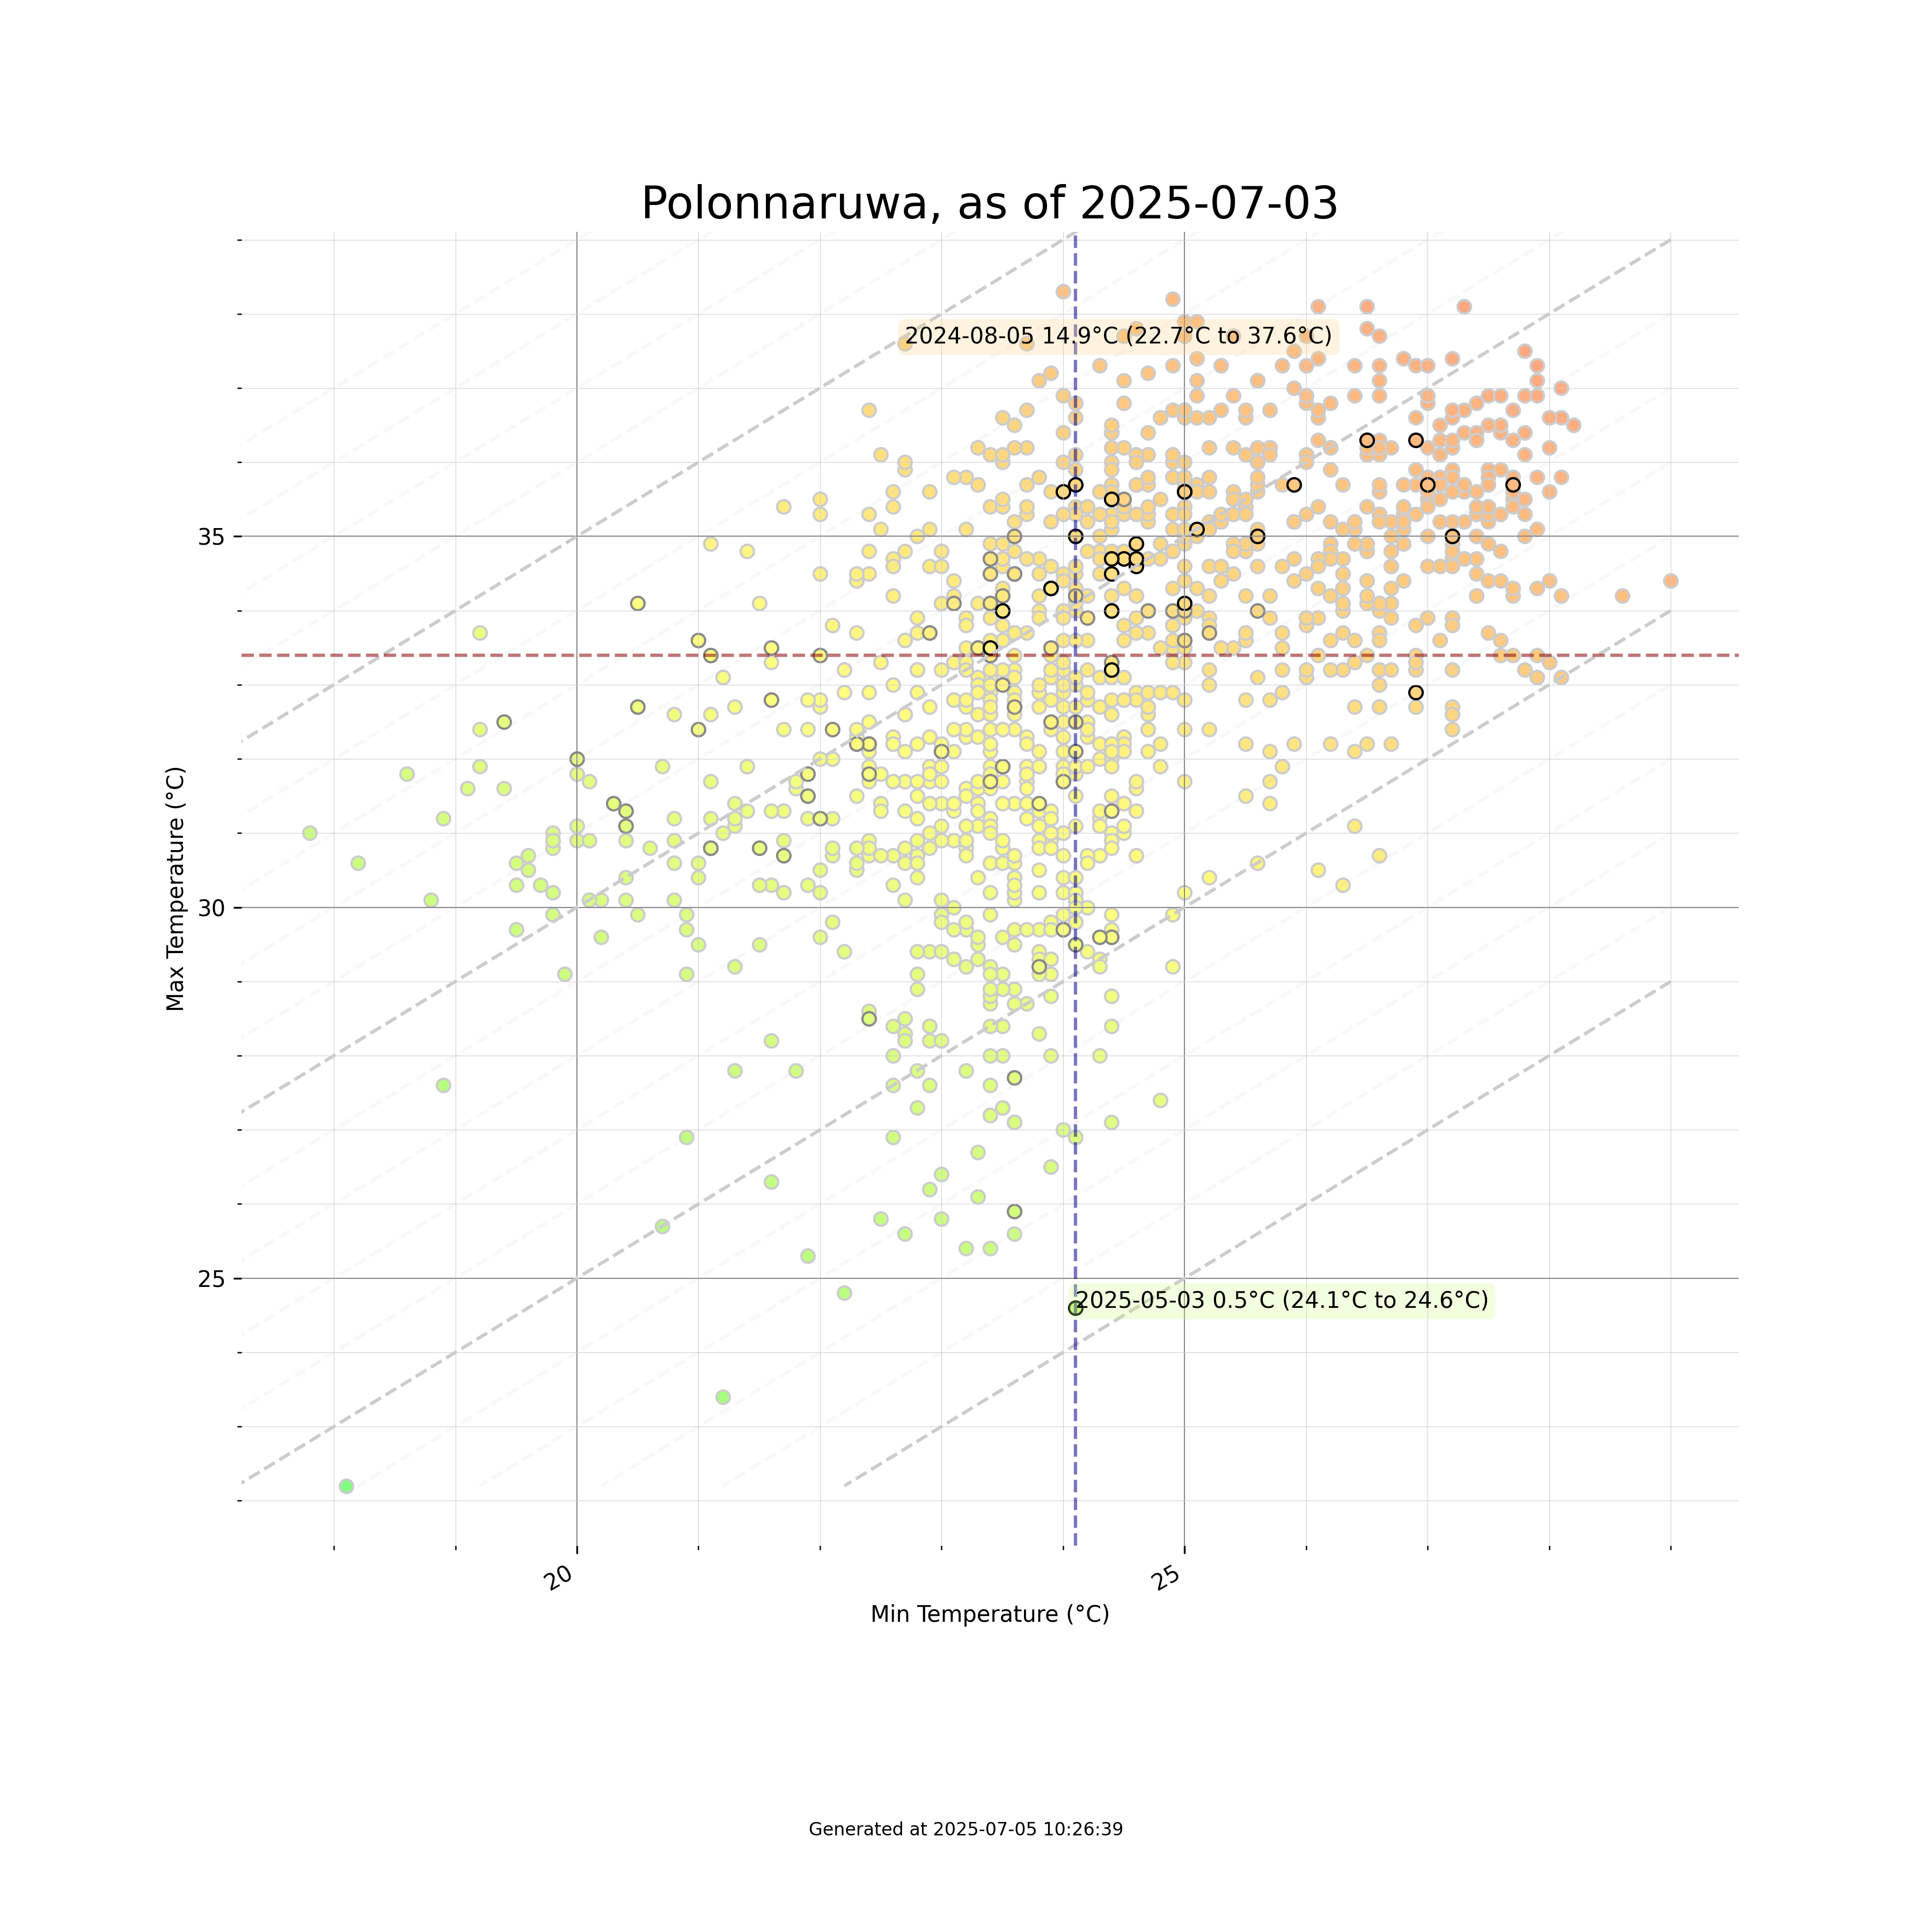 Polonnaruwa, as of 2025-07-03
2024-08-05 14.9°C (22.7°C to 37.6°C)
35
30
25
Max Temperature (°C)
2025-05-03 0.5°C (24.1°C to 24.6°C)
20
25
Min Temperature (°C)
Generated at 2025-07-05 10:26:39